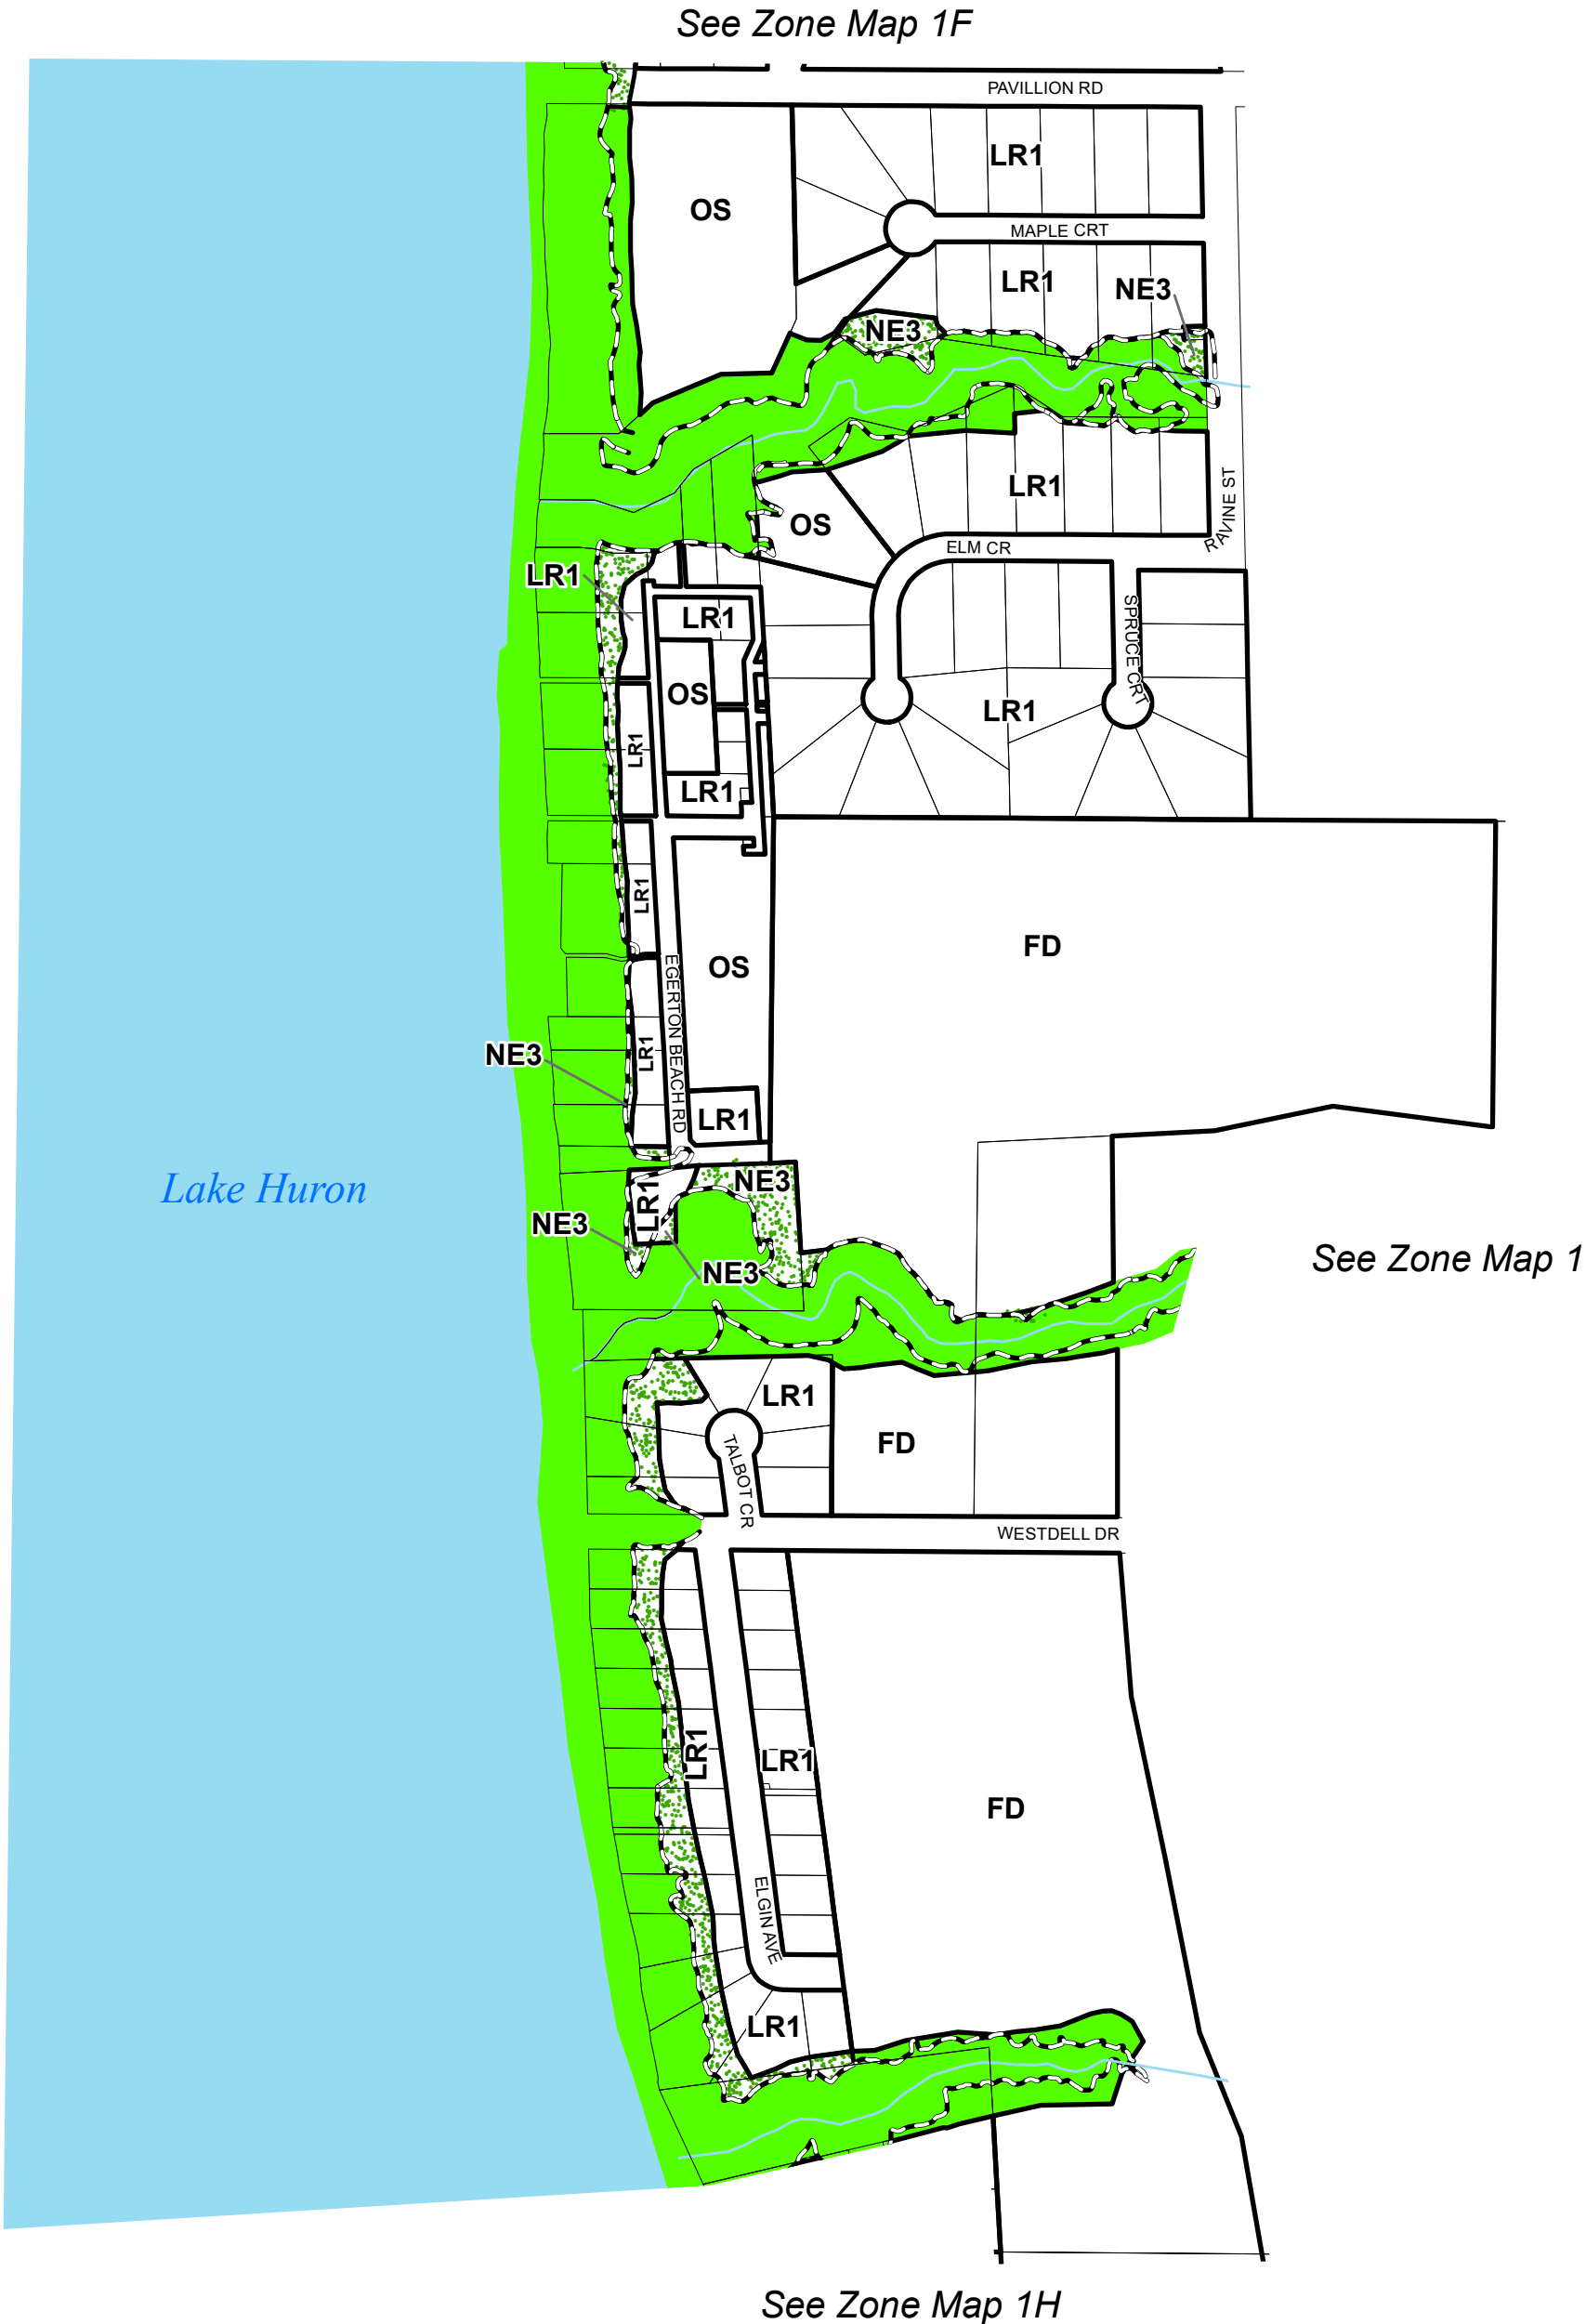 See Zone Map 1F
PAVILLION RD
LR1
OS
MAPLE CRT
LR1
NE3
NE3
LR1
RAVINE ST
OS
ELM CR
LR1
LR1
SPRUCE CRT
OS
LR1
LR1
LR1
LR1
FD
OS
EGERTON BEACH RD
LR1
NE3
LR1
NE3
Lake Huron
LR1
NE3
See Zone Map 1
NE3
LR1
FD
TALBOT CR
WESTDELL DR
LR1
LR1
FD
ELGIN AVE
LR1
See Zone Map 1H